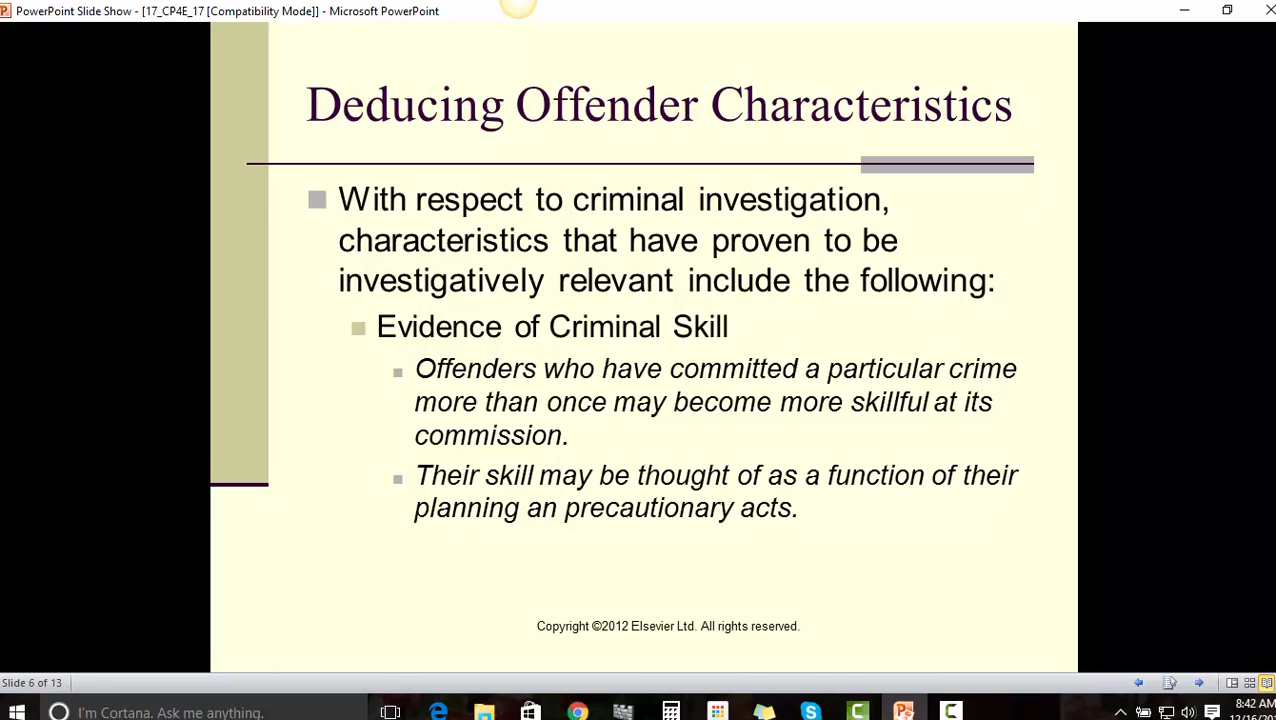 PowerPoint Slide Show - [17_CP4E_17 [Compatibility Mode]] - Microsoft PowerPoint
Deducing Offender Characteristics
With respect to criminal investigation,
characteristics that have proven to be
investigatively relevant include the following:
Evidence of Criminal Skill
Offenders who have committed a particular crime
more than once may become more skillful at its
commission.
Their skill may be thought of as a function of their
planning an precautionary acts.
Copyright ©2012 Elsevier Ltd. All rights reserved.
Slide 6 of 13
I'm Cortana. Ask me anything.
8:42 AM